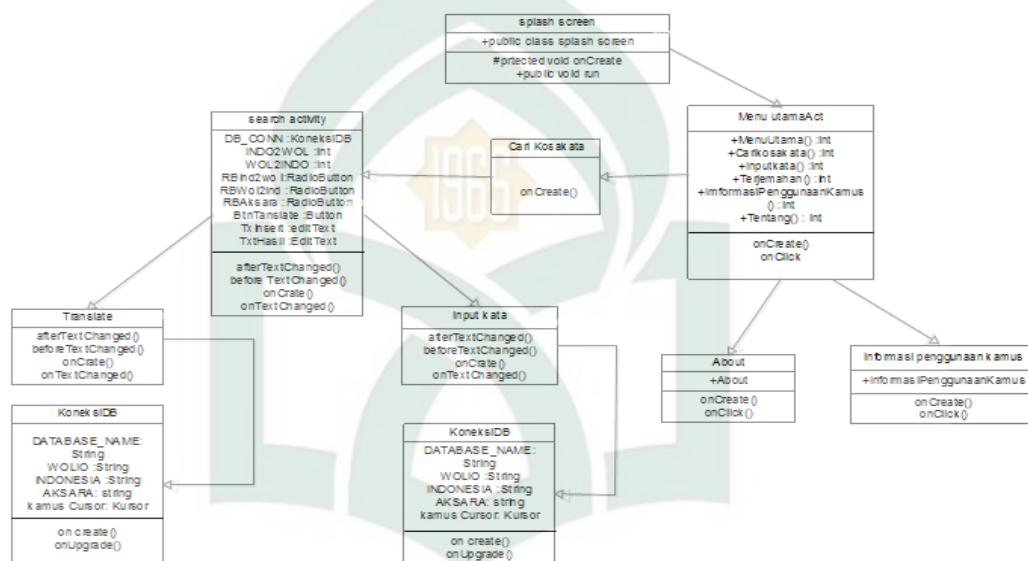 splash screen
+public class splash screen
#prtected void onCreate
+public void run
Menu utamaAct
+MenuUtama() :Int
+Carikosakata() :Int
+Inputkata() :Int
+Terjemahan() : Int
+ImformasiPenggunaanKamus
() : Int
+Tentang() : Int
onCreate()
onClick
Cari Kosakata
onCreate()
search activity
DB_CONN :KoneksiDB
INDO2WOL :Int
WOL2INDO :Int
RBInd2wol:RadioButton
RBWol2Ind :RadioButton
RBAksara :RadioButton
BtnTanslate :Button
TxInsert :editText
TxtHasil :EditText
afterTextChanged()
before TextChanged()
onCrate()
onTextChanged()
1965
Translate
afterTextChanged()
beforeTextChanged()
onCrate()
onTextChanged()
Input kata
afterTextChanged()
beforeTextChanged()
onCrate()
onTextChanged()
About
+About
onCreate()
onClick()
Informasi penggunaan kamus
+InformasiPenggunaanKamus
onCreate()
onClick()
KoneksiDB
DATABASE_NAME:
String
WOLIO :String
INDONESIA :String
AKSARA: string
kamus Cursor: Kursor
on create()
onUpgrade()
KoneksiDB
DATABASE_NAME:
String
WOLIO :String
INDONESIA :String
AKSARA: string
kamus Cursor: Kursor
on create()
onUpgrade()